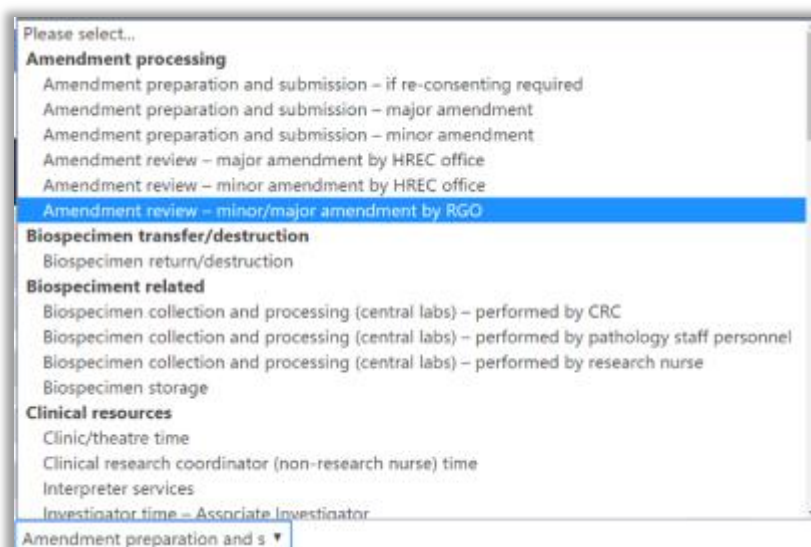 Please select...
Amendment processing
Amendment preparation and submission – if re-consenting required
Amendment preparation and submission – major amendment
Amendment preparation and submission – minor amendment
Amendment review – major amendment by HREC office
Amendment review – minor amendment by HREC office
Amendment review – minor/major amendment by RGO
Biospecimen transfer/destruction
Biospecimen return/destruction
Biospeciment related
Biospecimen collection and processing (central labs) – performed by CRC
Biospecimen collection and processing (central labs) – performed by pathology staff personnel
Biospecimen collection and processing (central labs) – performed by research nurse
Biospecimen storage
Clinical resources
Clinic/theatre time
Clinical research coordinator (non-research nurse) time
Interpreter services
Investigator time – Associate Investigator
Amendment preparation and s